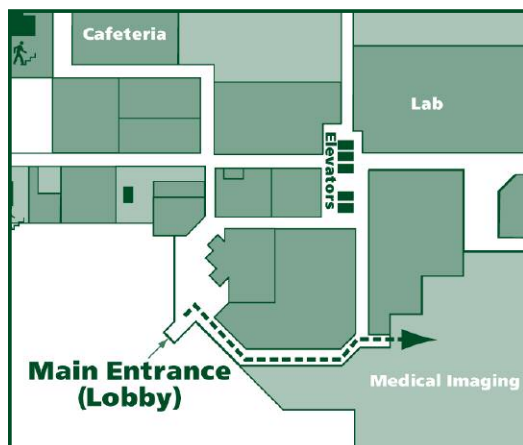 Cafeteria
Lab
Elevators
Main Entrance
(Lobby)
Medical Imaging